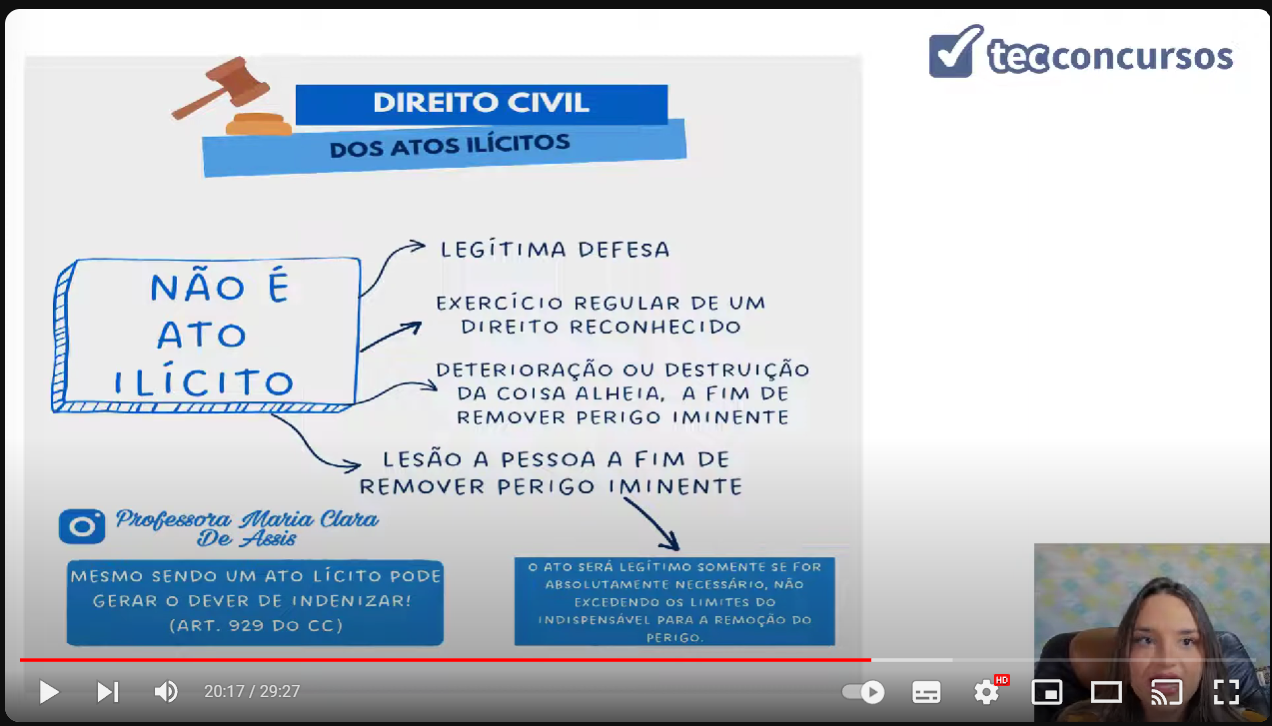 tecconcursos
DIREITO CIVIL
DOS ATOS ILÍCITOS
NÃO É
ATO
ILÍCITO
LEGÍTIMA DEFESA
EXERCÍCIO REGULAR DE UM
DIREITO RECONHECIDO
DETERIORAÇÃO OU DESTRUIÇÃO
DA COISA ALHEIA, A FIM DE
REMOVER PERIGO IMINENTE
LESÃO A PESSOA A FIM DE
REMOVER PERIGO IMINENTE
Professora Maria Clara
De Assis
MESMO SENDO UM ATO LÍCITO PODE
GERAR O DEVER DE INDENIZAR!
(ART. 929 DO CC)
O ATO SERÁ LEGÍTIMO SOMENTE SE FOR
ABSOLUTAMENTE NECESSÁRIO, NÃO
EXCEDENDO OS LIMITES DO
INDISPENSÁVEL PARA A REMOÇÃO DO
PERIGO.
20:17 / 29:27
HD